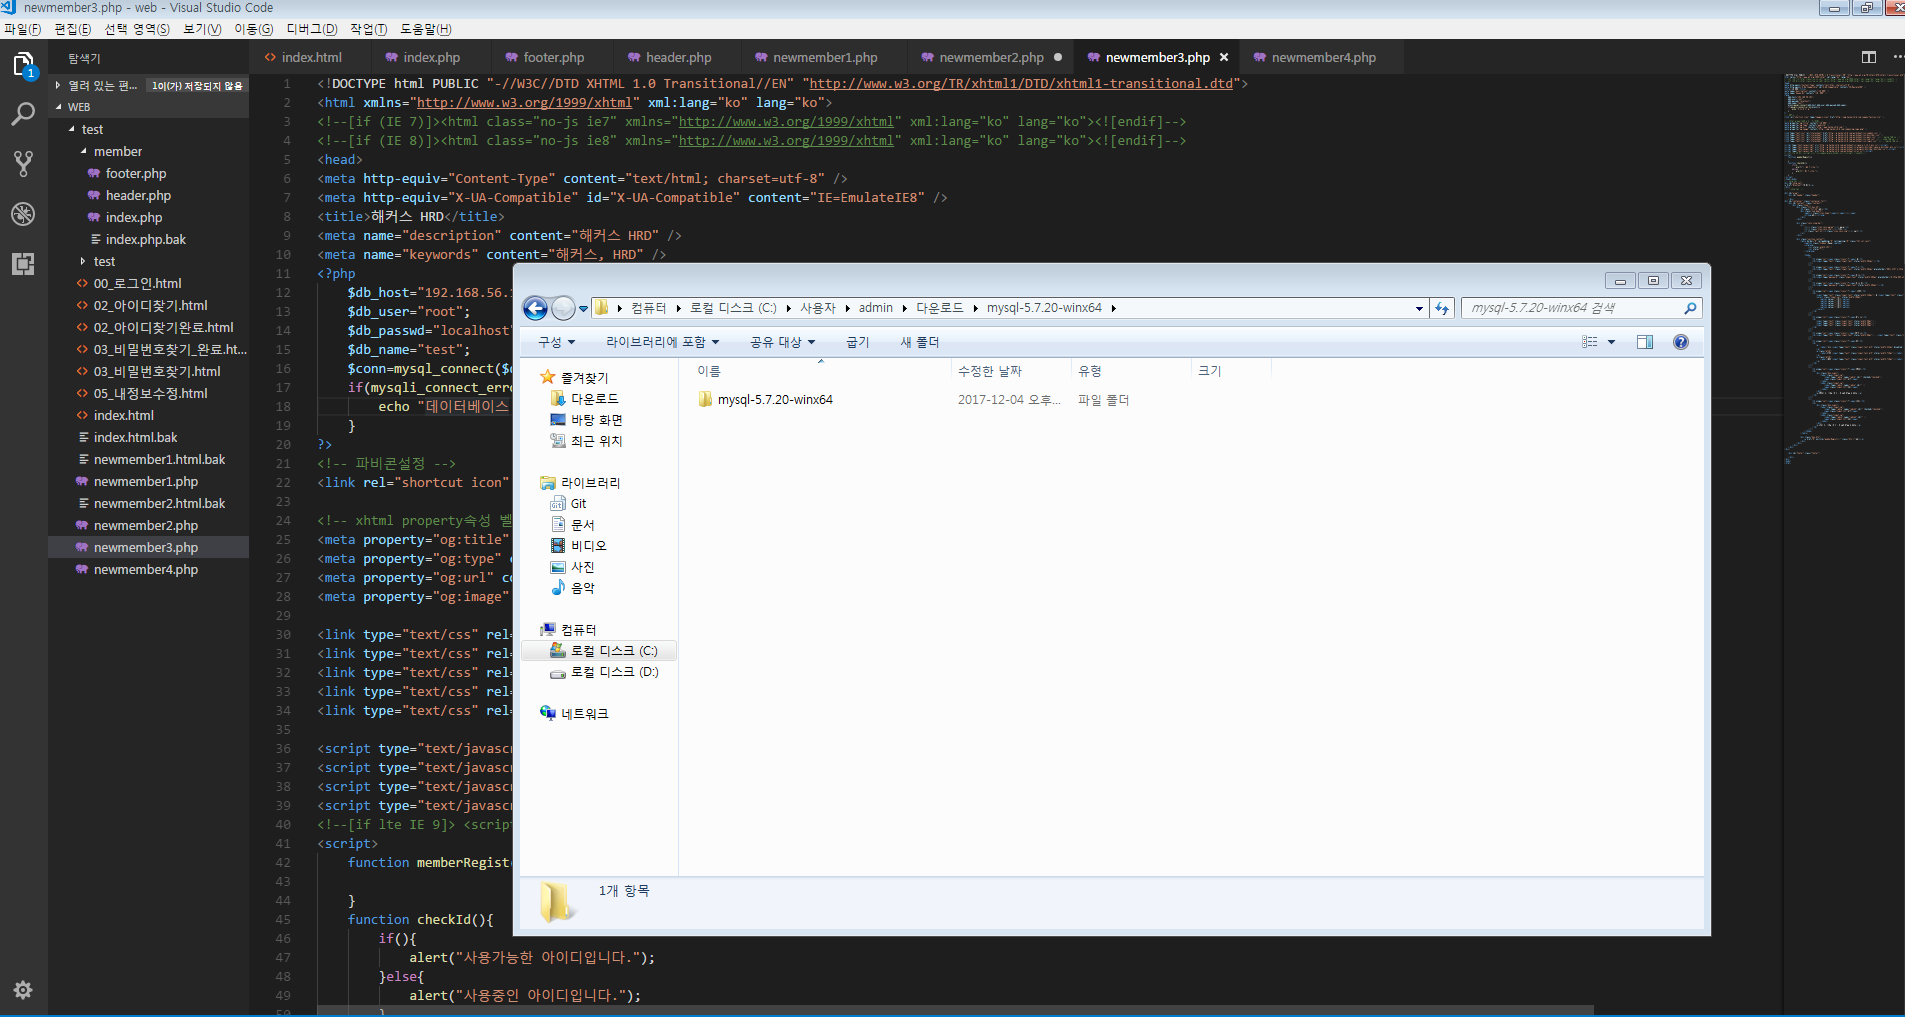 newmember3.php - web - Visual Studio Code
파일(F) 편집(E) 선택 영역(S) 보기(V) 이동(G) 디버그(D) 작업(T) 도움말(H)
탐색기
index.html index.php footer.php header.php newmember1.php newmember2.php newmember3.php newmember4.php
1
열려 있는 편... 1이(가) 저장되지 않음
WEB
test
member
footer.php
header.php
index.php
index.php.bak
test
00_로그인.html
02_아이디찾기.html
02_아이디찾기완료.html
03_비밀번호찾기_완료.ht...
03_비밀번호찾기.html
05_내정보수정.html
index.html
index.html.bak
newmember1.html.bak
newmember1.php
newmember2.html.bak
newmember2.php
newmember3.php
newmember4.php
1 <!DOCTYPE html PUBLIC "-//W3C//DTD XHTML 1.0 Transitional//EN" "http://www.w3.org/TR/xhtml1/DTD/xhtml1-transitional.dtd">
2 <html xmlns="http://www.w3.org/1999/xhtml" xml:lang="ko" lang="ko">
3 <!--[if (IE 7)]><html class="no-js ie7" xmlns="http://www.w3.org/1999/xhtml" xml:lang="ko" lang="ko"><![endif]-->
4 <!--[if (IE 8)]><html class="no-js ie8" xmlns="http://www.w3.org/1999/xhtml" xml:lang="ko" lang="ko"><![endif]-->
5 <head>
6 <meta http-equiv="Content-Type" content="text/html; charset=utf-8" />
7 <meta http-equiv="X-UA-Compatible" id="X-UA-Compatible" content="IE=EmulateIE8" />
8 <title>해커스 HRD</title>
9 <meta name="description" content="해커스 HRD" />
10 <meta name="keywords" content="해커스, HRD" />
11 <?php
12 $db_host="192.168.56.1
13 $db_user="root";
14 $db_passwd="localhost"
15 $db_name="test";
16 $conn=mysql_connect($d
17 if(mysqli_connect_erro
18 echo "데이터베이스
19 }
20 ?>
21 <!-- 파비콘설정 -->
22 <link rel="shortcut icon"
23
24 <!-- xhtml property속성 벨
25 <meta property="og:title"
26 <meta property="og:type" c
27 <meta property="og:url" co
28 <meta property="og:image"
29
30 <link type="text/css" rel=
31 <link type="text/css" rel=
32 <link type="text/css" rel=
33 <link type="text/css" rel=
34 <link type="text/css" rel=
35
36 <script type="text/javascr
37 <script type="text/javascr
38 <script type="text/javascr
39 <script type="text/javascr
40 <!--[if lte IE 9]> <script
41 <script>
42 function memberRegiste
43
44 }
45 function checkId(){
46 if(){
47 alert("사용가능한 아이디입니다.");
48 }else{
49 alert("사용중인 아이디입니다.");
50 }
컴퓨터 로컬 디스크 (C:) 사용자 admin 다운로드 mysql-5.7.20-winx64
mysql-5.7.20-winx64 검색
구성 라이브러리에 포함 공유 대상 굽기 새 폴더
즐겨찾기
다운로드
바탕 화면
최근 위치
라이브러리
Git
문서
비디오
사진
음악
컴퓨터
로컬 디스크 (C:)
로컬 디스크 (D:)
네트워크
이름 수정한 날짜 유형 크기
mysql-5.7.20-winx64 2017-12-04 오후... 파일 폴더
1개 항목